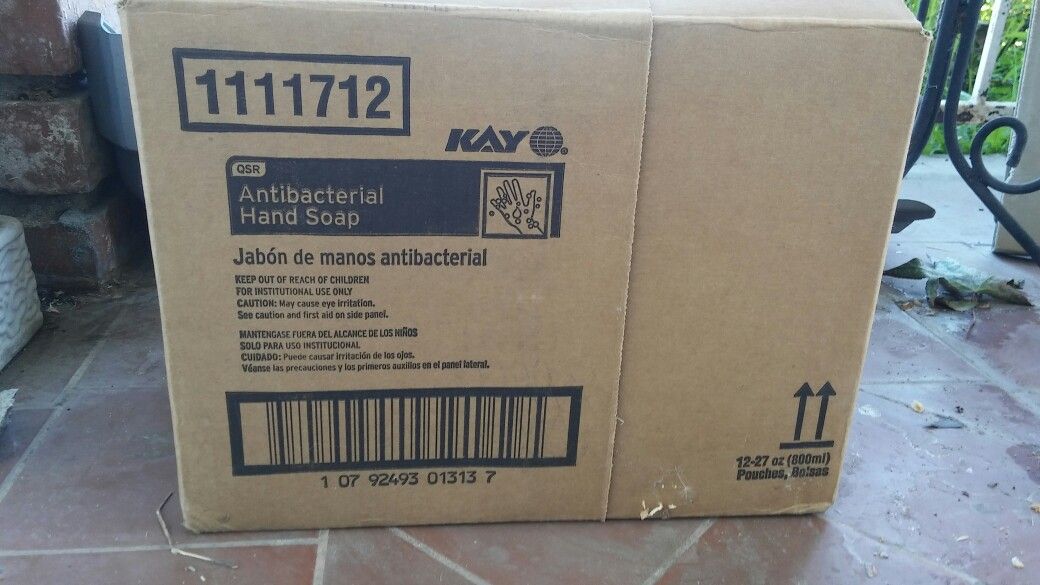 1111712
KAY
QSR
Antibacterial
Hand Soap
Jabón de manos antibacterial
KEEP OUT OF REACH OF CHILDREN
FOR INSTITUTIONAL USE ONLY
CAUTION: May cause eye irritation.
See caution and first aid on side panel.
MANTENGASE FUERA DEL ALCANCE DE LOS NIÑOS
SOLO PARA USO INSTITUCIONAL
CUIDADO: Puede causar irritación de los ojos.
Véanse las precauciones y los primeros auxillos en el panel lateral.
1 07 92493 01313 7
12-27 oz (800ml)
Pouches, Bolsas